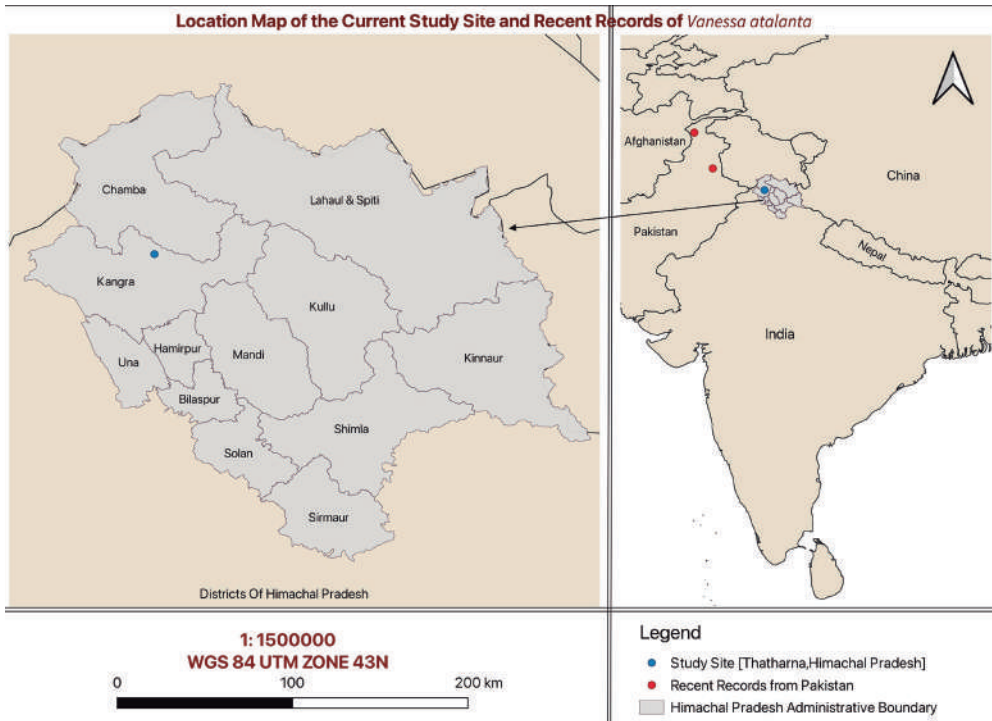 Location Map of the Current Study Site and Recent Records of Vanessa atalanta
Chamba
Lahaul & Spiti
Kangra
Kullu
Hamirpur
Una
Mandi
Kinnaur
Bilaspur
Shimla
Solan
Sirmaur
Districts Of Himachal Pradesh
Afghanistan
China
Pakistan
Nepal
India
1: 1500000
WGS 84 UTM ZONE 43N
0 100 200 km
Legend
Study Site [Thatharna,Himachal Pradesh]
Recent Records from Pakistan
Himachal Pradesh Administrative Boundary